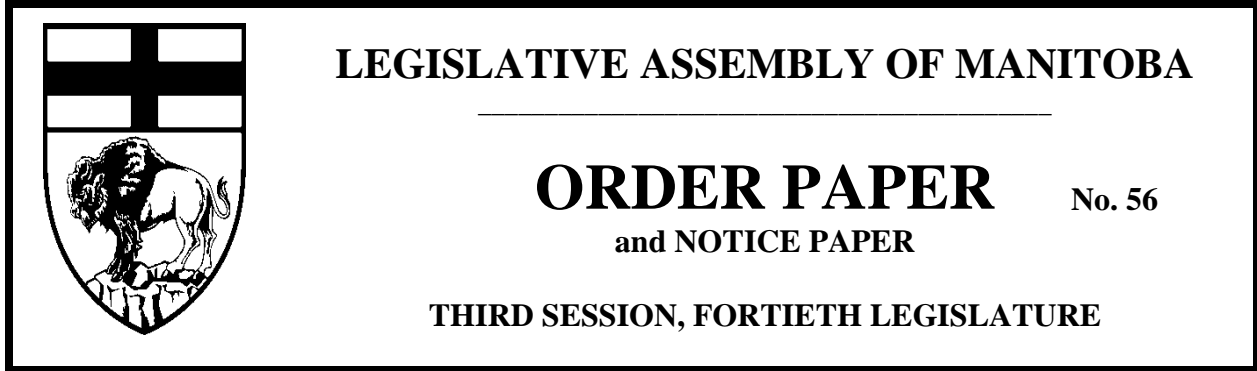 LEGISLATIVE ASSEMBLY OF MANITOBA
ORDER PAPER No. 56
and NOTICE PAPER
THIRD SESSION, FORTIETH LEGISLATURE